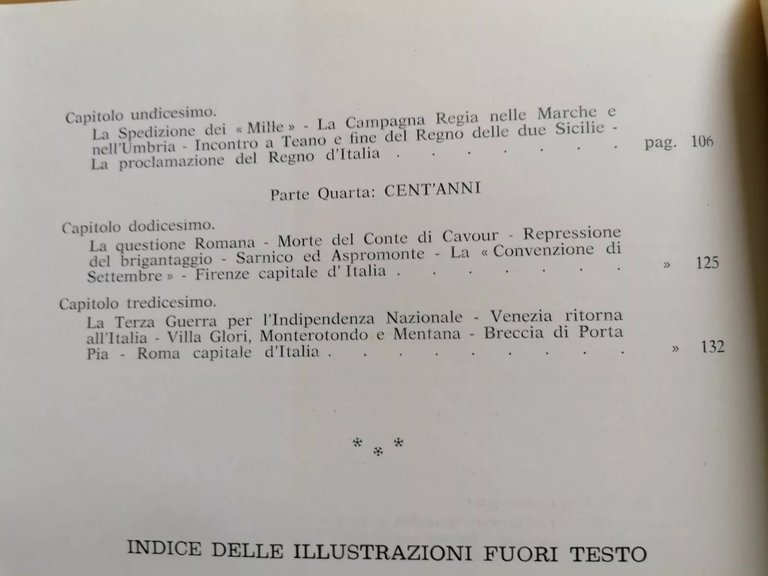 Capitolo undicesimo.
La Spedizione dei « Mille » - La Campagna Regia nelle Marche e
nell'Umbria - Incontro a Teano e fine del Regno delle due Sicilie -
La proclamazione del Regno d'Italia . . . . . . pag. 106
Parte Quarta: CENT'ANNI
Capitolo dodicesimo.
La questione Romana - Morte del Conte di Cavour - Repressione
del brigantaggio - Sarnico ed Aspromonte - La « Convenzione di
Settembre » - Firenze capitale d'Italia . . . . . . » 125
Capitolo tredicesimo.
La Terza Guerra per l'Indipendenza Nazionale - Venezia ritorna
all'Italia - Villa Glori, Monterotondo e Mentana - Breccia di Porta
Pia - Roma capitale d'Italia . . . . . . . . . » 132
* * *
INDICE DELLE ILLUSTRAZIONI FUORI TESTO